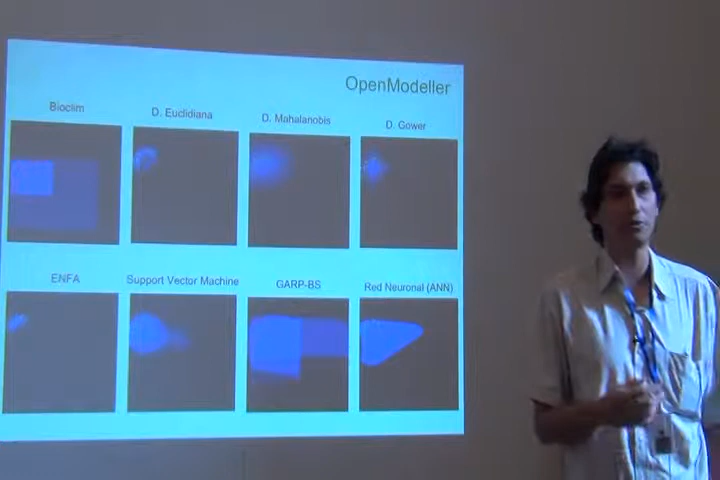 OpenModeller
Bioclim
D. Euclidiana
D. Mahalanobis
D. Gower
ENFA
Support Vector Machine
GARP-BS
Red Neuronal (ANN)